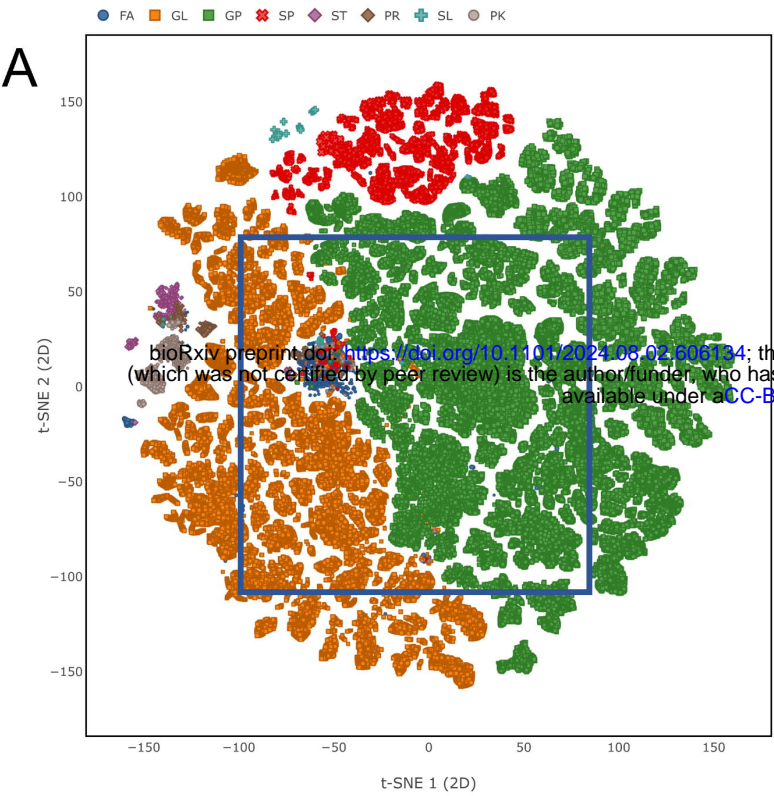 FA GL GP SP ST PR SL PK
A
150
100
50
0
−50
−100
−150
t-SNE 2 (2D)
bioRxiv preprint doi: https://doi.org/10.1101/2024.08.02.606134; th
(which was not certified by peer review) is the author/funder, who has
available under aCC-B
−150 −100 −50 0 50 100 150
t-SNE 1 (2D)